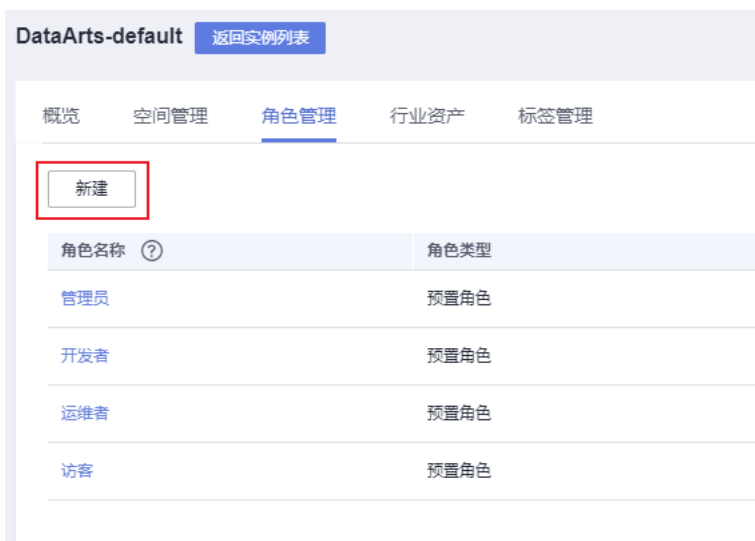 DataArts-default 返回实例列表
概览 空间管理 角色管理 行业资产 标签管理
新建
角色名称 ? 角色类型
管理员 预置角色
开发者 预置角色
运维者 预置角色
访客 预置角色